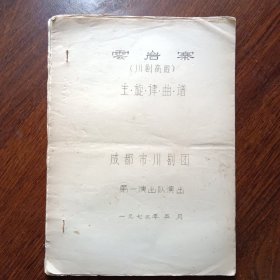 雲岩寨
(川剧高腔)
主·旋·律·曲·谱
成都市川剧团
第一演出队演出
一九七九年五月